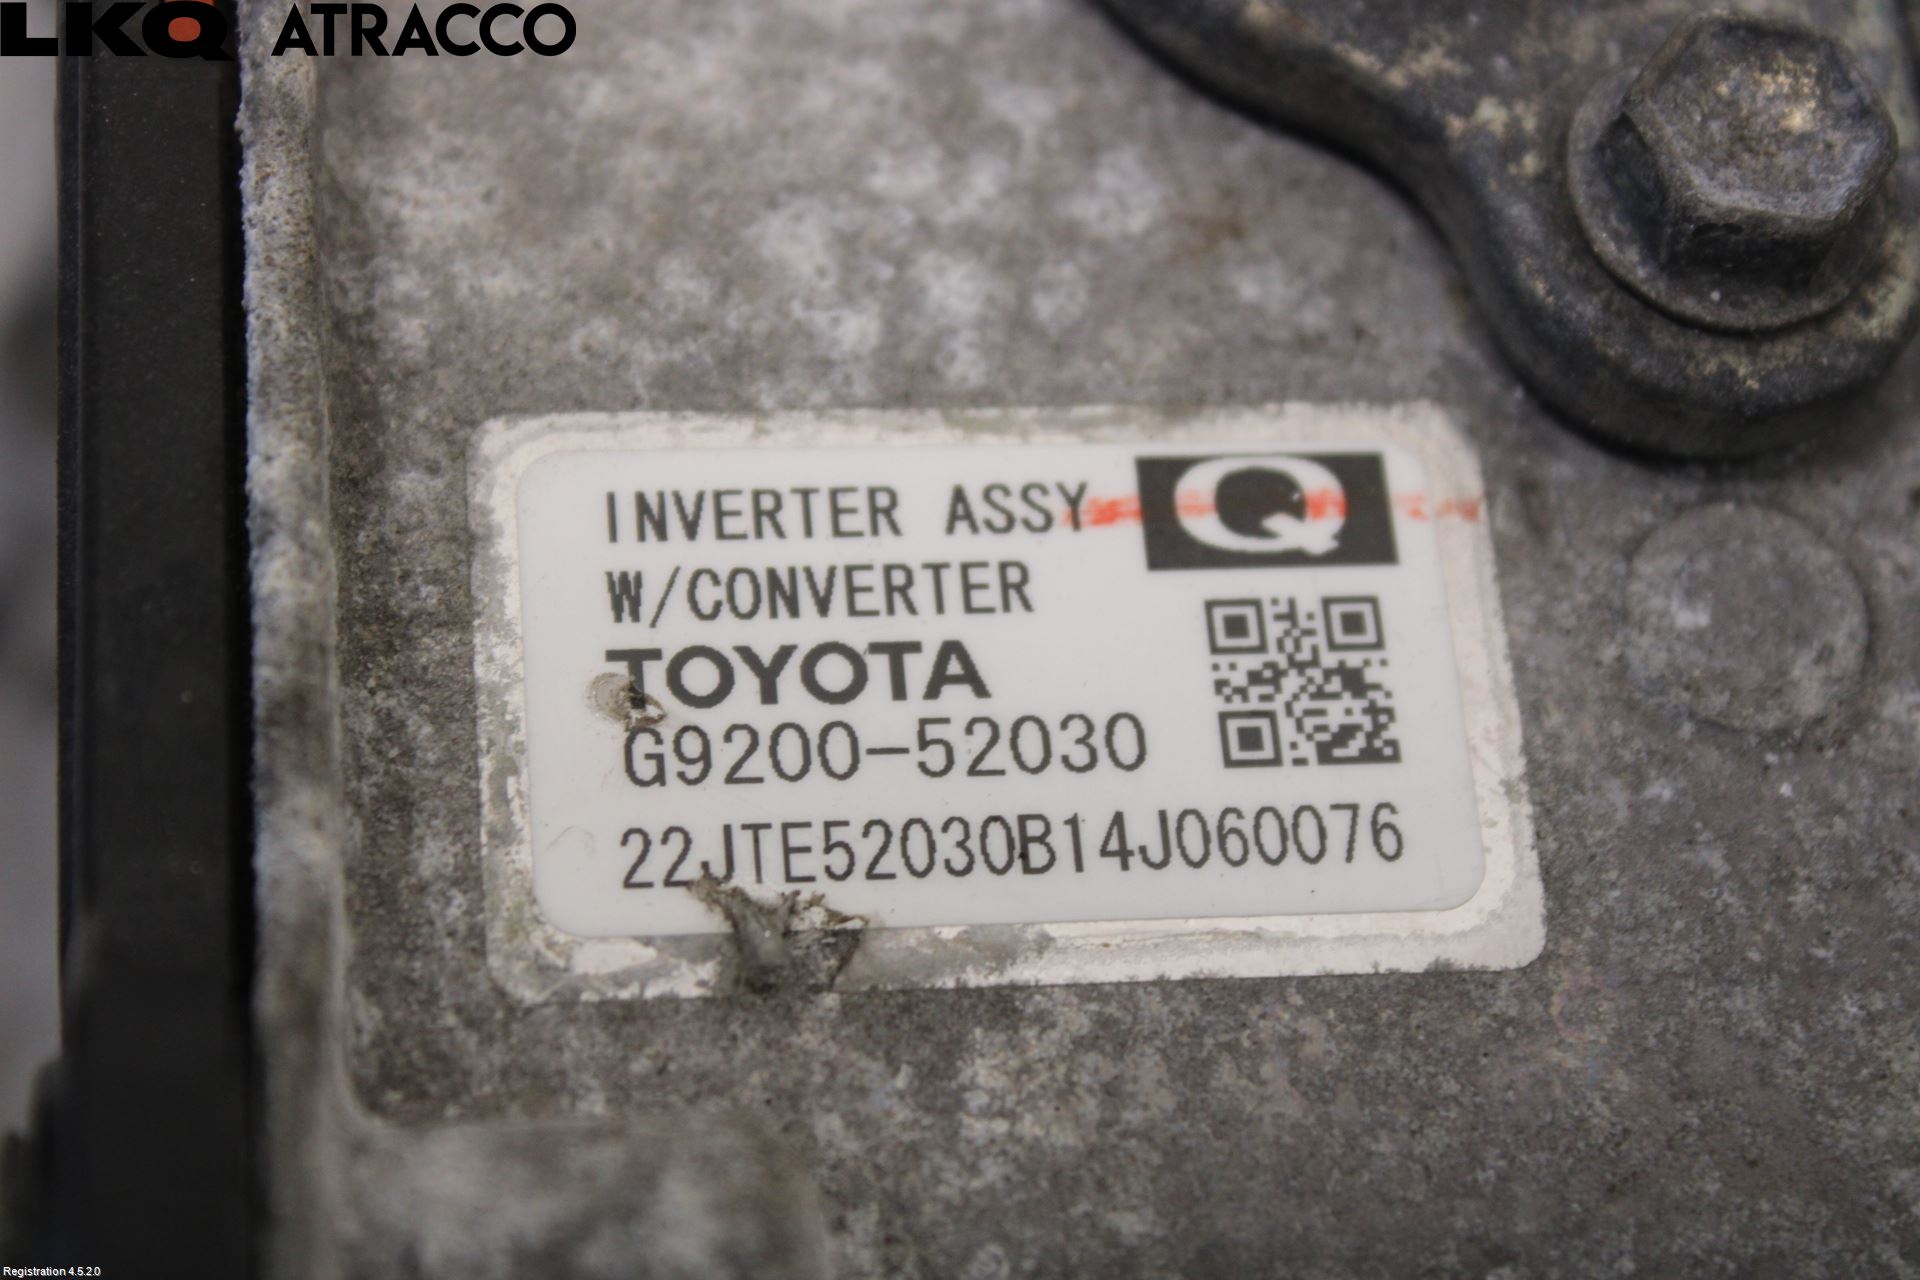 LKQ ATRACCO
INVERTER ASSY Q
W/CONVERTER
TOYOTA
G9200-52030
22JTE52030B14J060076
Registration 4.5.2.0